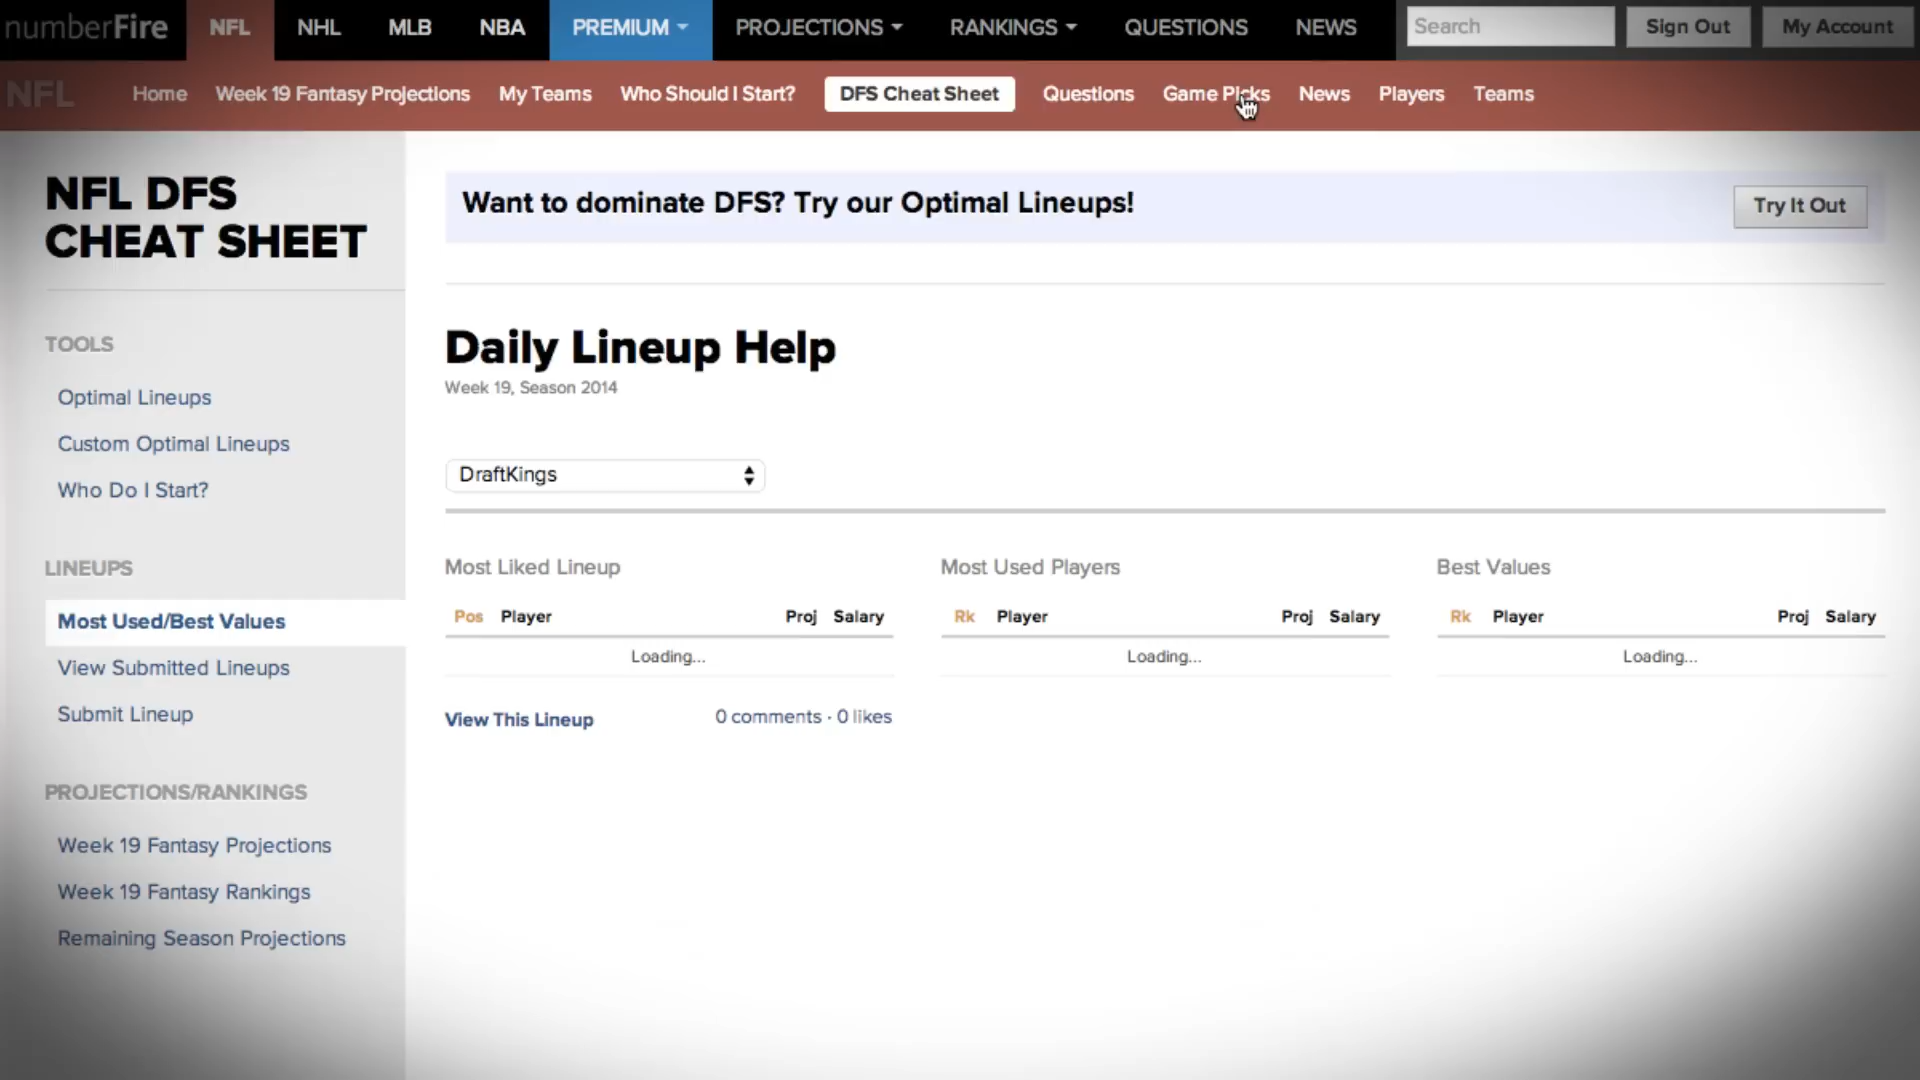 numberFire NFL NHL MLB NBA PREMIUM PROJECTIONS RANKINGS QUESTIONS NEWS Search Sign Out My Account
NFL Home Week 19 Fantasy Projections My Teams Who Should I Start? DFS Cheat Sheet Questions Game Picks News Players Teams
NFL DFS
CHEAT SHEET
TOOLS
Optimal Lineups
Custom Optimal Lineups
Who Do I Start?
LINEUPS
Most Used/Best Values
View Submitted Lineups
Submit Lineup
PROJECTIONS/RANKINGS
Week 19 Fantasy Projections
Week 19 Fantasy Rankings
Remaining Season Projections
Want to dominate DFS? Try our Optimal Lineups! Try It Out
Daily Lineup Help
Week 19, Season 2014
DraftKings
Most Liked Lineup
Pos Player Proj Salary
Loading...
View This Lineup 0 comments · 0 likes
Most Used Players
Rk Player Proj Salary
Loading...
Best Values
Rk Player Proj Salary
Loading...